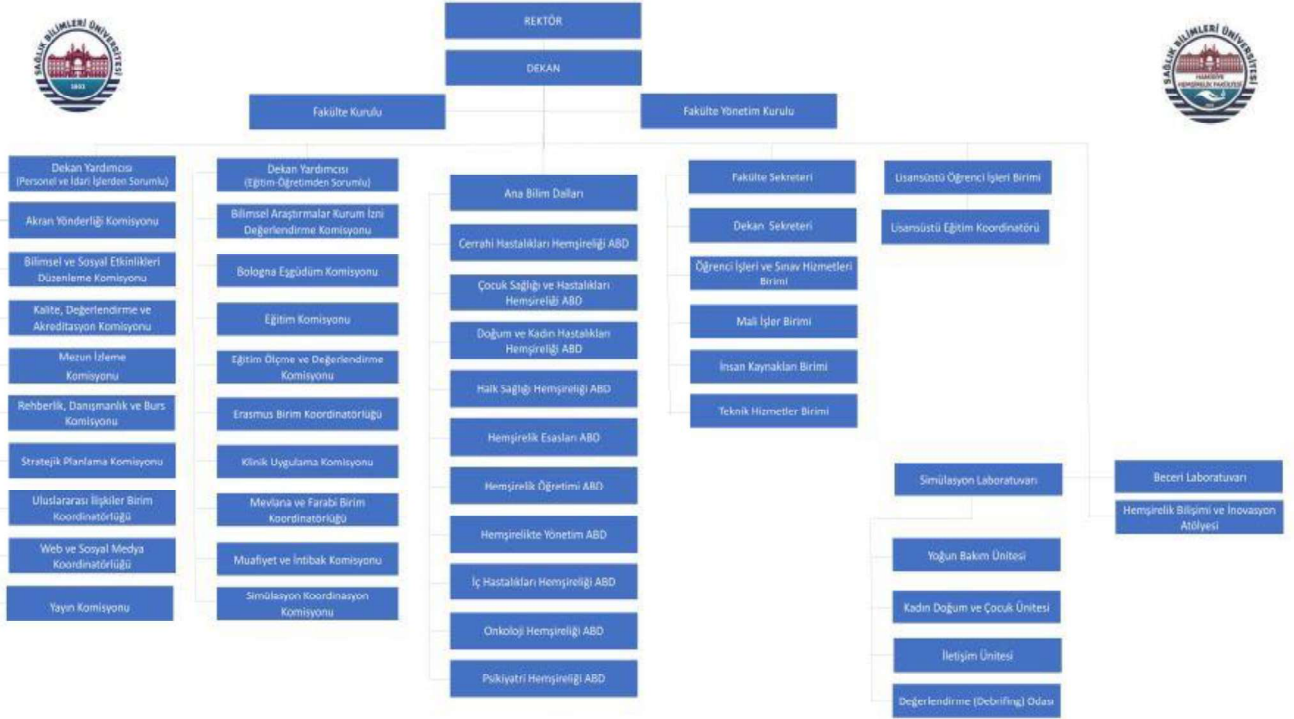 SAĞLIK BİLİMLERİ ÜNİVERSİTESİ
1903
SAĞLIK BİLİMLERİ ÜNİVERSİTESİ
HAMİDİYE
HEMŞİRELİK FAKÜLTESİ
REKTÖR
DEKAN
Fakülte Kurulu
Fakülte Yönetim Kurulu
Dekan Yardımcısı
(Personel ve İdari İşlerden Sorumlu)
Akran Yönderliği Komisyonu
Bilimsel ve Sosyal Etkinlikleri
Düzenleme Komisyonu
Kalite, Değerlendirme ve
Akreditasyon Komisyonu
Mezun İzleme
Komisyonu
Rehberlik, Danışmanlık ve Burs
Komisyonu
Stratejik Planlama Komisyonu
Uluslararası İlişkiler Birim
Koordinatörlüğü
Web ve Sosyal Medya
Koordinatörlüğü
Yayın Komisyonu
Dekan Yardımcısı
(Eğitim-Öğretimden Sorumlu)
Bilimsel Araştırmalar Kurum İzni
Değerlendirme Komisyonu
Bologna Eşgüdüm Komisyonu
Eğitim Komisyonu
Eğitim Ölçme ve Değerlendirme
Komisyonu
Erasmus Birim Koordinatörlüğü
Klinik Uygulama Komisyonu
Mevlana ve Farabi Birim
Koordinatörlüğü
Muafiyet ve İntibak Komisyonu
Simülasyon Koordinasyon
Komisyonu
Ana Bilim Dalları
Cerrahi Hastalıkları Hemşireliği ABD
Çocuk Sağlığı ve Hastalıkları
Hemşireliği ABD
Doğum ve Kadın Hastalıkları
Hemşireliği ABD
Halk Sağlığı Hemşireliği ABD
Hemşirelik Esasları ABD
Hemşirelik Öğretimi ABD
Hemşirelikte Yönetim ABD
İç Hastalıkları Hemşireliği ABD
Onkoloji Hemşireliği ABD
Psikiyatri Hemşireliği ABD
Fakülte Sekreteri
Dekan Sekreteri
Öğrenci İşleri ve Sınav Hizmetleri
Birimi
Mali İşler Birimi
İnsan Kaynakları Birimi
Teknik Hizmetler Birimi
Lisansüstü Öğrenci İşleri Birimi
Lisansüstü Eğitim Koordinatörü
Simülasyon Laboratuvarı
Yoğun Bakım Ünitesi
Kadın Doğum ve Çocuk Ünitesi
İletişim Ünitesi
Değerlendirme (Debrifing) Odası
Beceri Laboratuvarı
Hemşirelik Bilişimi ve İnovasyon
Atölyesi